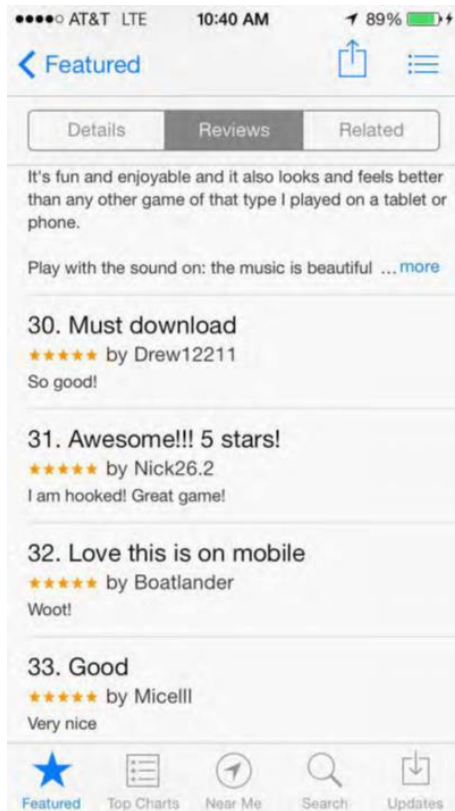 AT&T LTE 10:40 AM 89%
Featured
Details Reviews Related
It's fun and enjoyable and it also looks and feels better
than any other game of that type I played on a tablet or
phone.
Play with the sound on: the music is beautiful ... more
30. Must download
★★★★★ by Drew12211
So good!
31. Awesome!!! 5 stars!
★★★★★ by Nick26.2
I am hooked! Great game!
32. Love this is on mobile
★★★★★ by Boatlander
Woot!
33. Good
★★★★★ by Micelll
Very nice
Featured Top Charts Near Me Search Updates